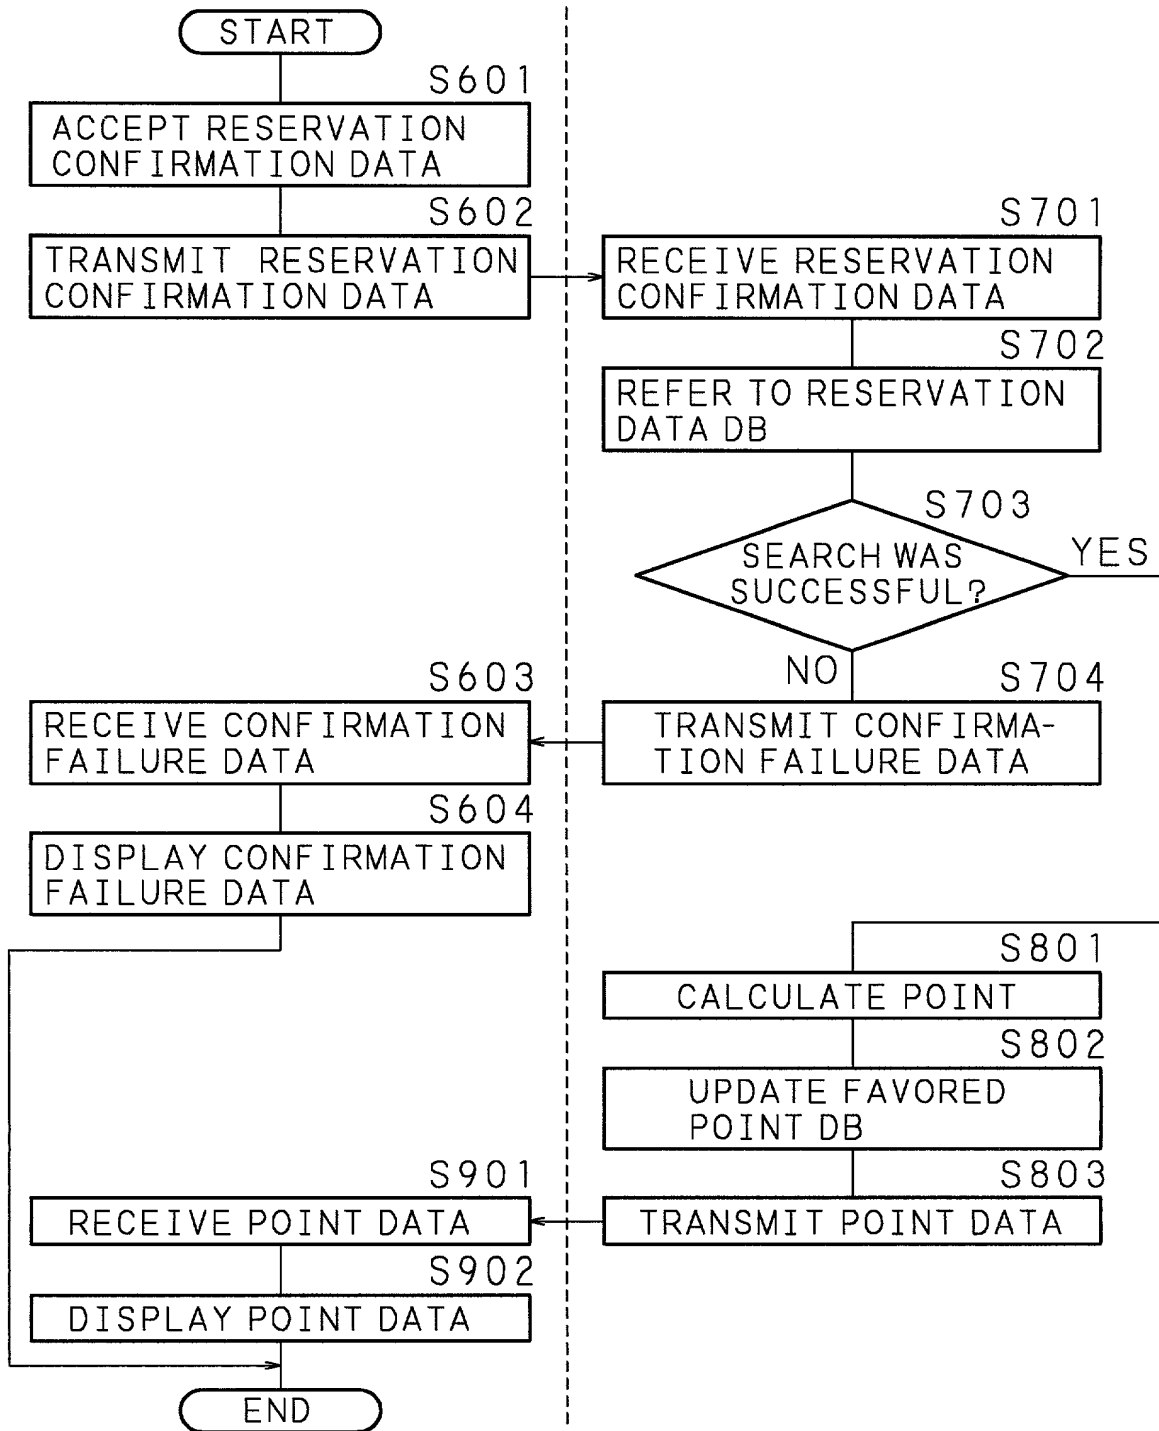 START
S601
ACCEPT RESERVATION
CONFIRMATION DATA
S602
TRANSMIT RESERVATION
CONFIRMATION DATA
S701
RECEIVE RESERVATION
CONFIRMATION DATA
S702
REFER TO RESERVATION
DATA DB
S703
SEARCH WAS
SUCCESSFUL?
YES
NO
S704
TRANSMIT CONFIRMA-
TION FAILURE DATA
S603
RECEIVE CONFIRMATION
FAILURE DATA
S604
DISPLAY CONFIRMATION
FAILURE DATA
S801
CALCULATE POINT
S802
UPDATE FAVORED
POINT DB
S803
TRANSMIT POINT DATA
S901
RECEIVE POINT DATA
S902
DISPLAY POINT DATA
END